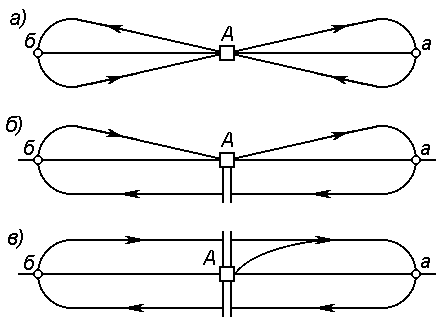 а)
б А а
б)
б А а
в)
б А а